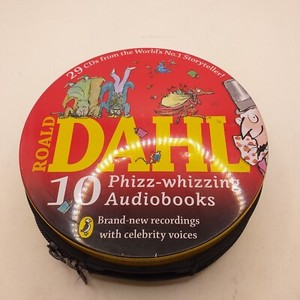 29 CDs from the World's No.1 Storyteller!
ROALD
DAHL
10 Phizz-whizzing
Audiobooks
Brand-new recordings
with celebrity voices